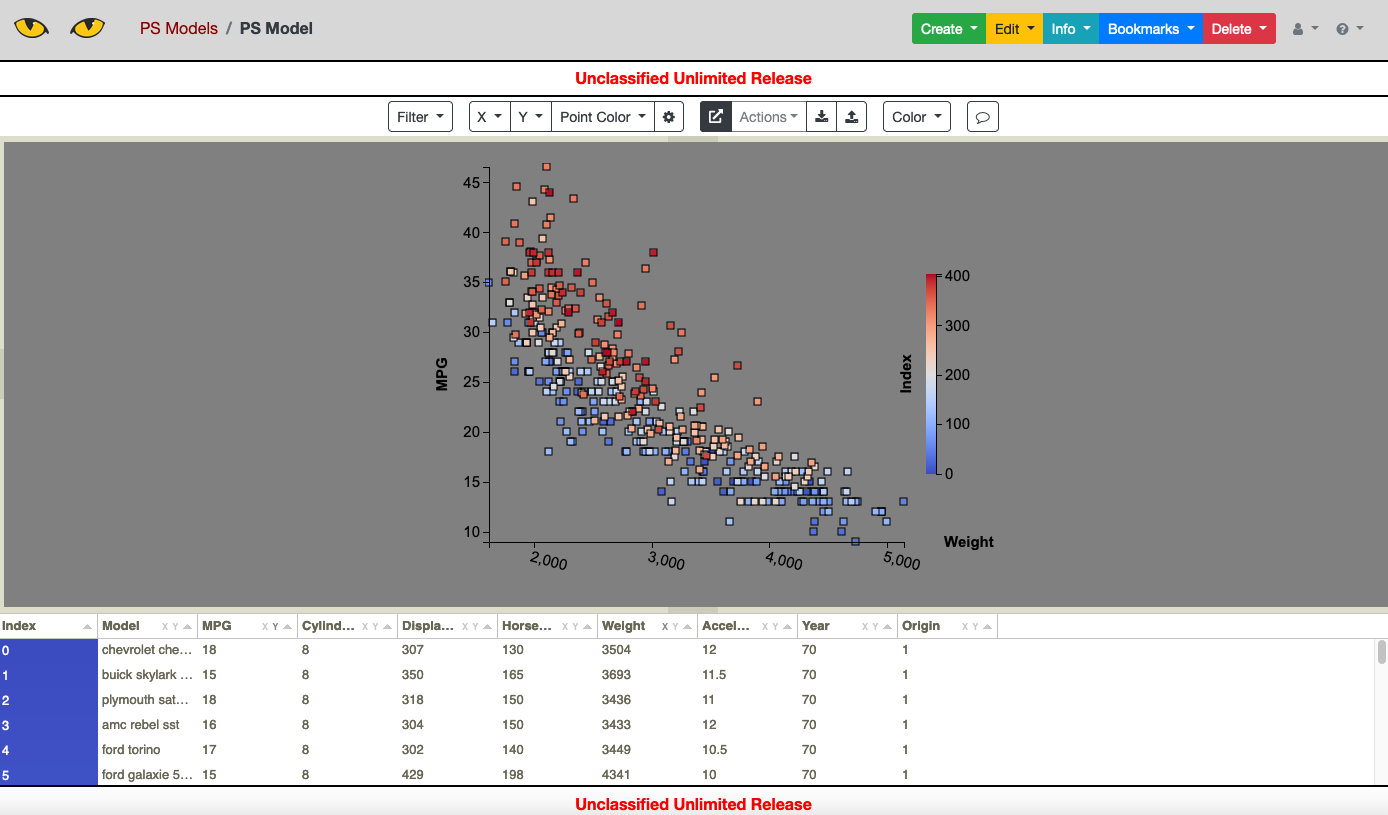 PS Models / PS Model
Create Edit Info Bookmarks Delete
Unclassified Unlimited Release
Filter X Y Point Color Actions Color
MPG
45
40
35
30
25
20
15
10
2,000 3,000 4,000 5,000
Weight
Index
400
300
200
100
0
Index Model X Y MPG X Y Cylind... X Y Displa... X Y Horse... X Y Weight X Y Accel... X Y Year X Y Origin X Y
0 chevrolet che... 18 8 307 130 3504 12 70 1
1 buick skylark ... 15 8 350 165 3693 11.5 70 1
2 plymouth sat... 18 8 318 150 3436 11 70 1
3 amc rebel sst 16 8 304 150 3433 12 70 1
4 ford torino 17 8 302 140 3449 10.5 70 1
5 ford galaxie 5... 15 8 429 198 4341 10 70 1
Unclassified Unlimited Release